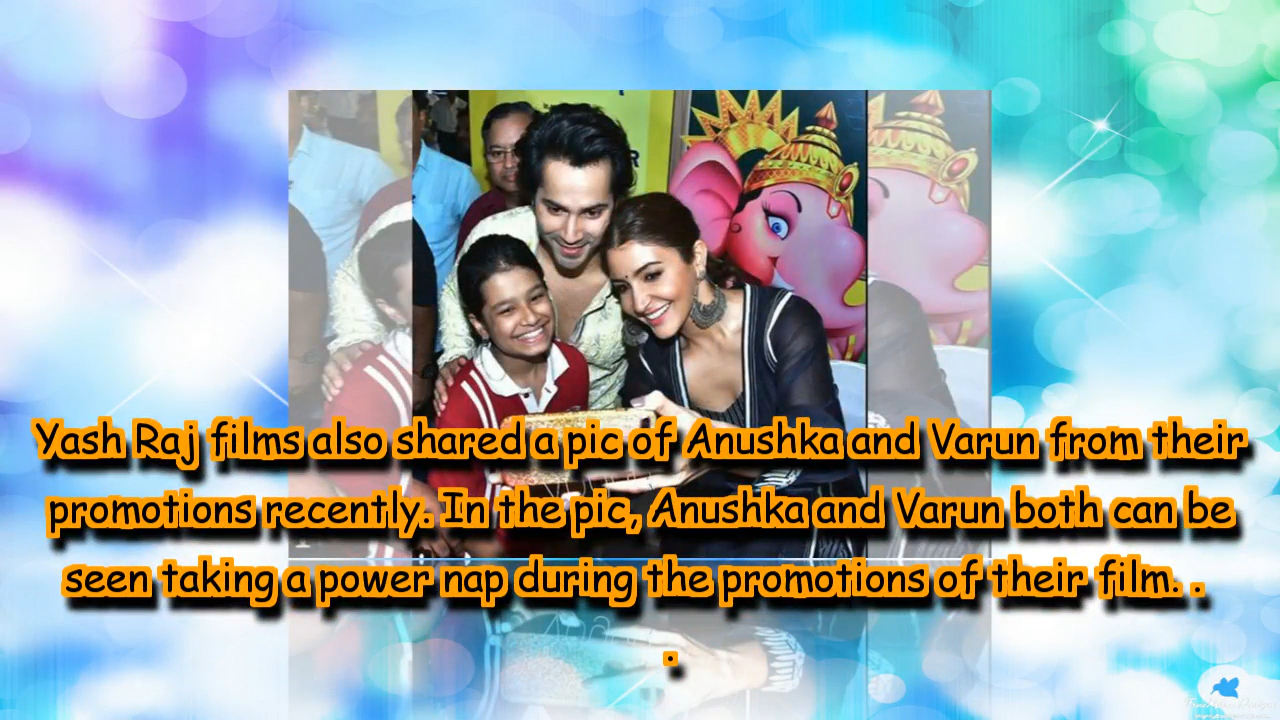 Yash Raj films also shared a pic of Anushka and Varun from their
promotions recently. In the pic, Anushka and Varun both can be
seen taking a power nap during the promotions of their film. .
.